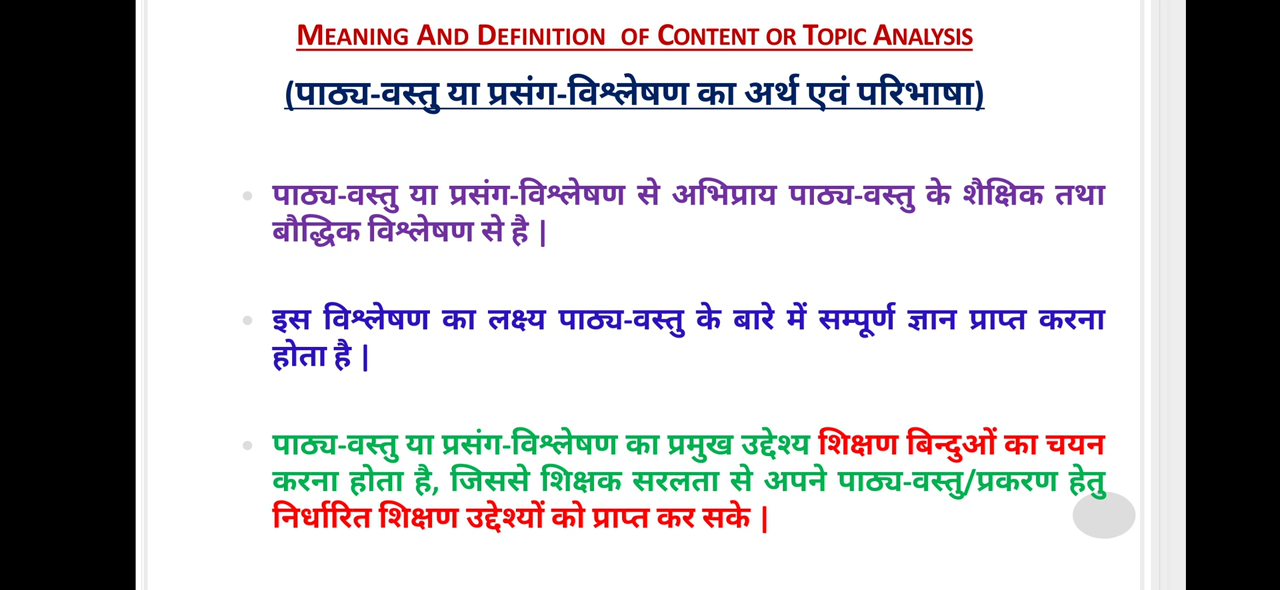 MEANING AND DEFINITION OF CONTENT OR TOPIC ANALYSIS
(पाठ्य-वस्तु या प्रसंग-विश्लेषण का अर्थ एवं परिभाषा)
पाठ्य-वस्तु या प्रसंग-विश्लेषण से अभिप्राय पाठ्य-वस्तु के शैक्षिक तथा
बौद्धिक विश्लेषण से है |
इस विश्लेषण का लक्ष्य पाठ्य-वस्तु के बारे में सम्पूर्ण ज्ञान प्राप्त करना
होता है |
पाठ्य-वस्तु या प्रसंग-विश्लेषण का प्रमुख उद्देश्य शिक्षण बिन्दुओं का चयन
करना होता है, जिससे शिक्षक सरलता से अपने पाठ्य-वस्तु/प्रकरण हेतु
निर्धारित शिक्षण उद्देश्यों को प्राप्त कर सके |